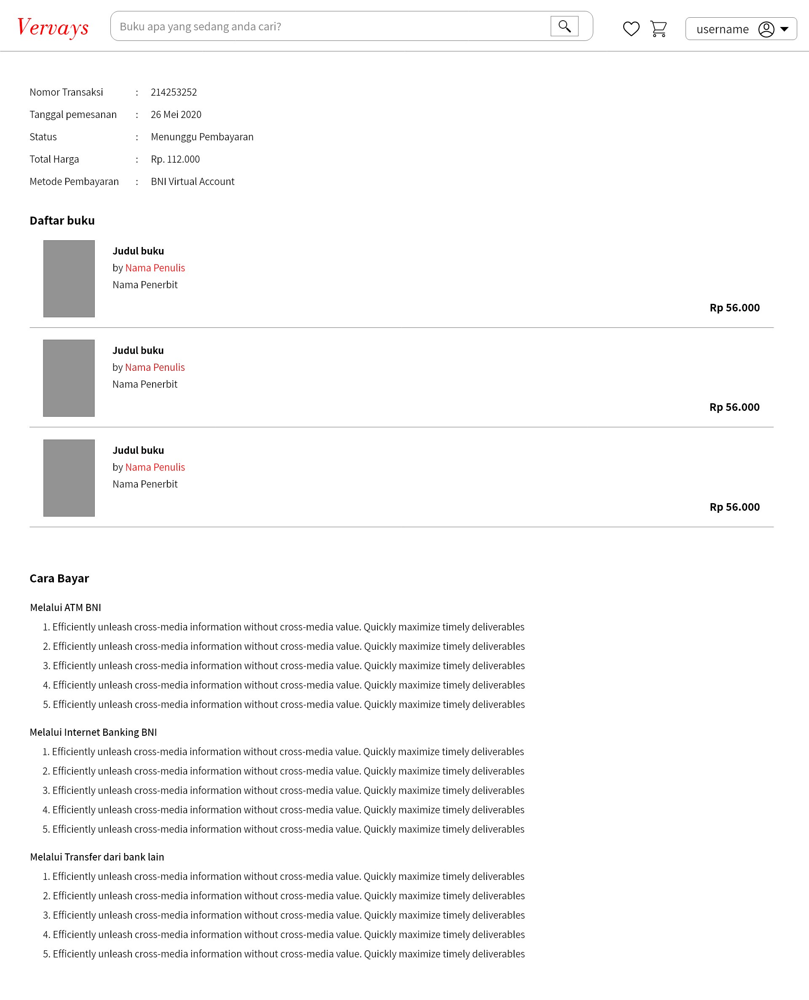 Vervays
Buku apa yang sedang anda cari?
username
Nomor Transaksi : 214253252
Tanggal pemesanan : 26 Mei 2020
Status : Menunggu Pembayaran
Total Harga : Rp. 112.000
Metode Pembayaran : BNI Virtual Account
Daftar buku
Judul buku
by Nama Penulis
Nama Penerbit
Rp 56.000
Judul buku
by Nama Penulis
Nama Penerbit
Rp 56.000
Judul buku
by Nama Penulis
Nama Penerbit
Rp 56.000
Cara Bayar
Melalui ATM BNI
1. Efficiently unleash cross-media information without cross-media value. Quickly maximize timely deliverables
2. Efficiently unleash cross-media information without cross-media value. Quickly maximize timely deliverables
3. Efficiently unleash cross-media information without cross-media value. Quickly maximize timely deliverables
4. Efficiently unleash cross-media information without cross-media value. Quickly maximize timely deliverables
5. Efficiently unleash cross-media information without cross-media value. Quickly maximize timely deliverables
Melalui Internet Banking BNI
1. Efficiently unleash cross-media information without cross-media value. Quickly maximize timely deliverables
2. Efficiently unleash cross-media information without cross-media value. Quickly maximize timely deliverables
3. Efficiently unleash cross-media information without cross-media value. Quickly maximize timely deliverables
4. Efficiently unleash cross-media information without cross-media value. Quickly maximize timely deliverables
5. Efficiently unleash cross-media information without cross-media value. Quickly maximize timely deliverables
Melalui Transfer dari bank lain
1. Efficiently unleash cross-media information without cross-media value. Quickly maximize timely deliverables
2. Efficiently unleash cross-media information without cross-media value. Quickly maximize timely deliverables
3. Efficiently unleash cross-media information without cross-media value. Quickly maximize timely deliverables
4. Efficiently unleash cross-media information without cross-media value. Quickly maximize timely deliverables
5. Efficiently unleash cross-media information without cross-media value. Quickly maximize timely deliverables